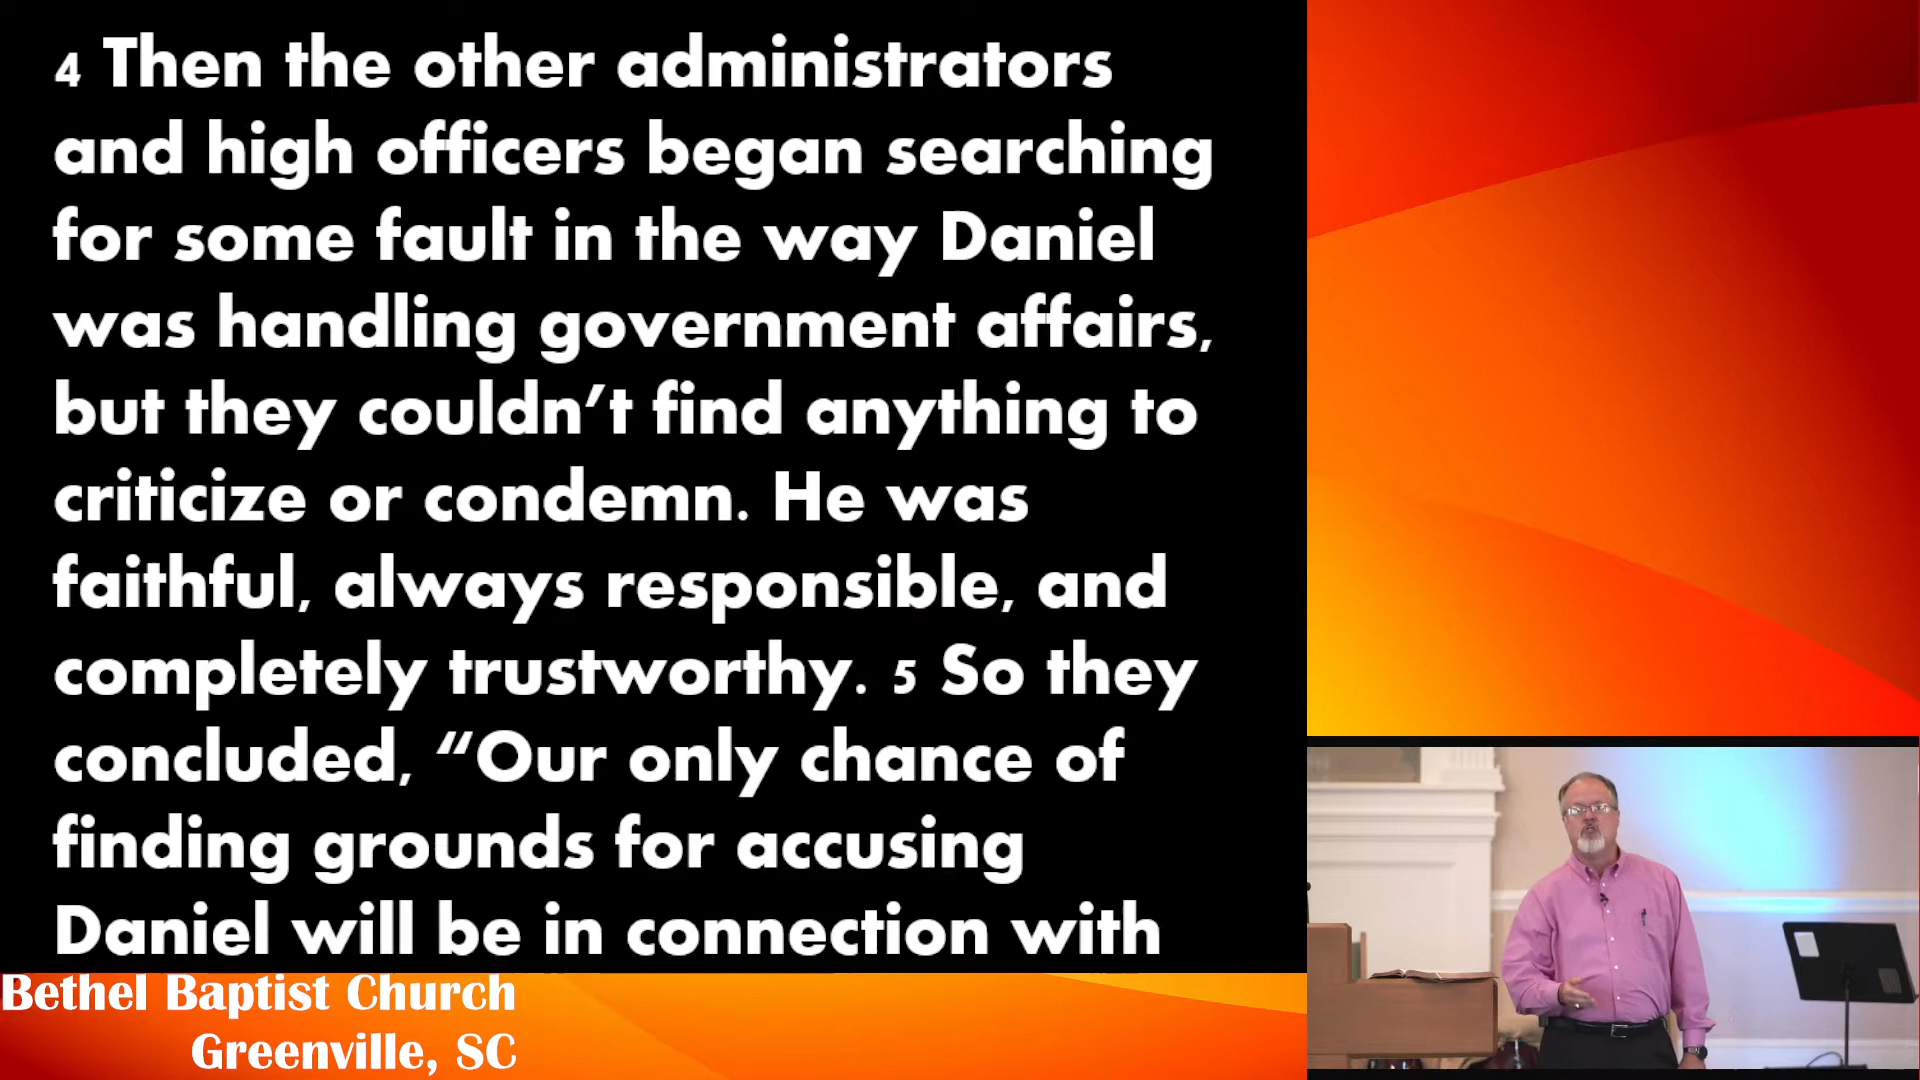 4 Then the other administrators
and high officers began searching
for some fault in the way Daniel
was handling government affairs,
but they couldn’t find anything to
criticize or condemn. He was
faithful, always responsible, and
completely trustworthy. 5 So they
concluded, “Our only chance of
finding grounds for accusing
Daniel will be in connection with
Bethel Baptist Church
Greenville, SC